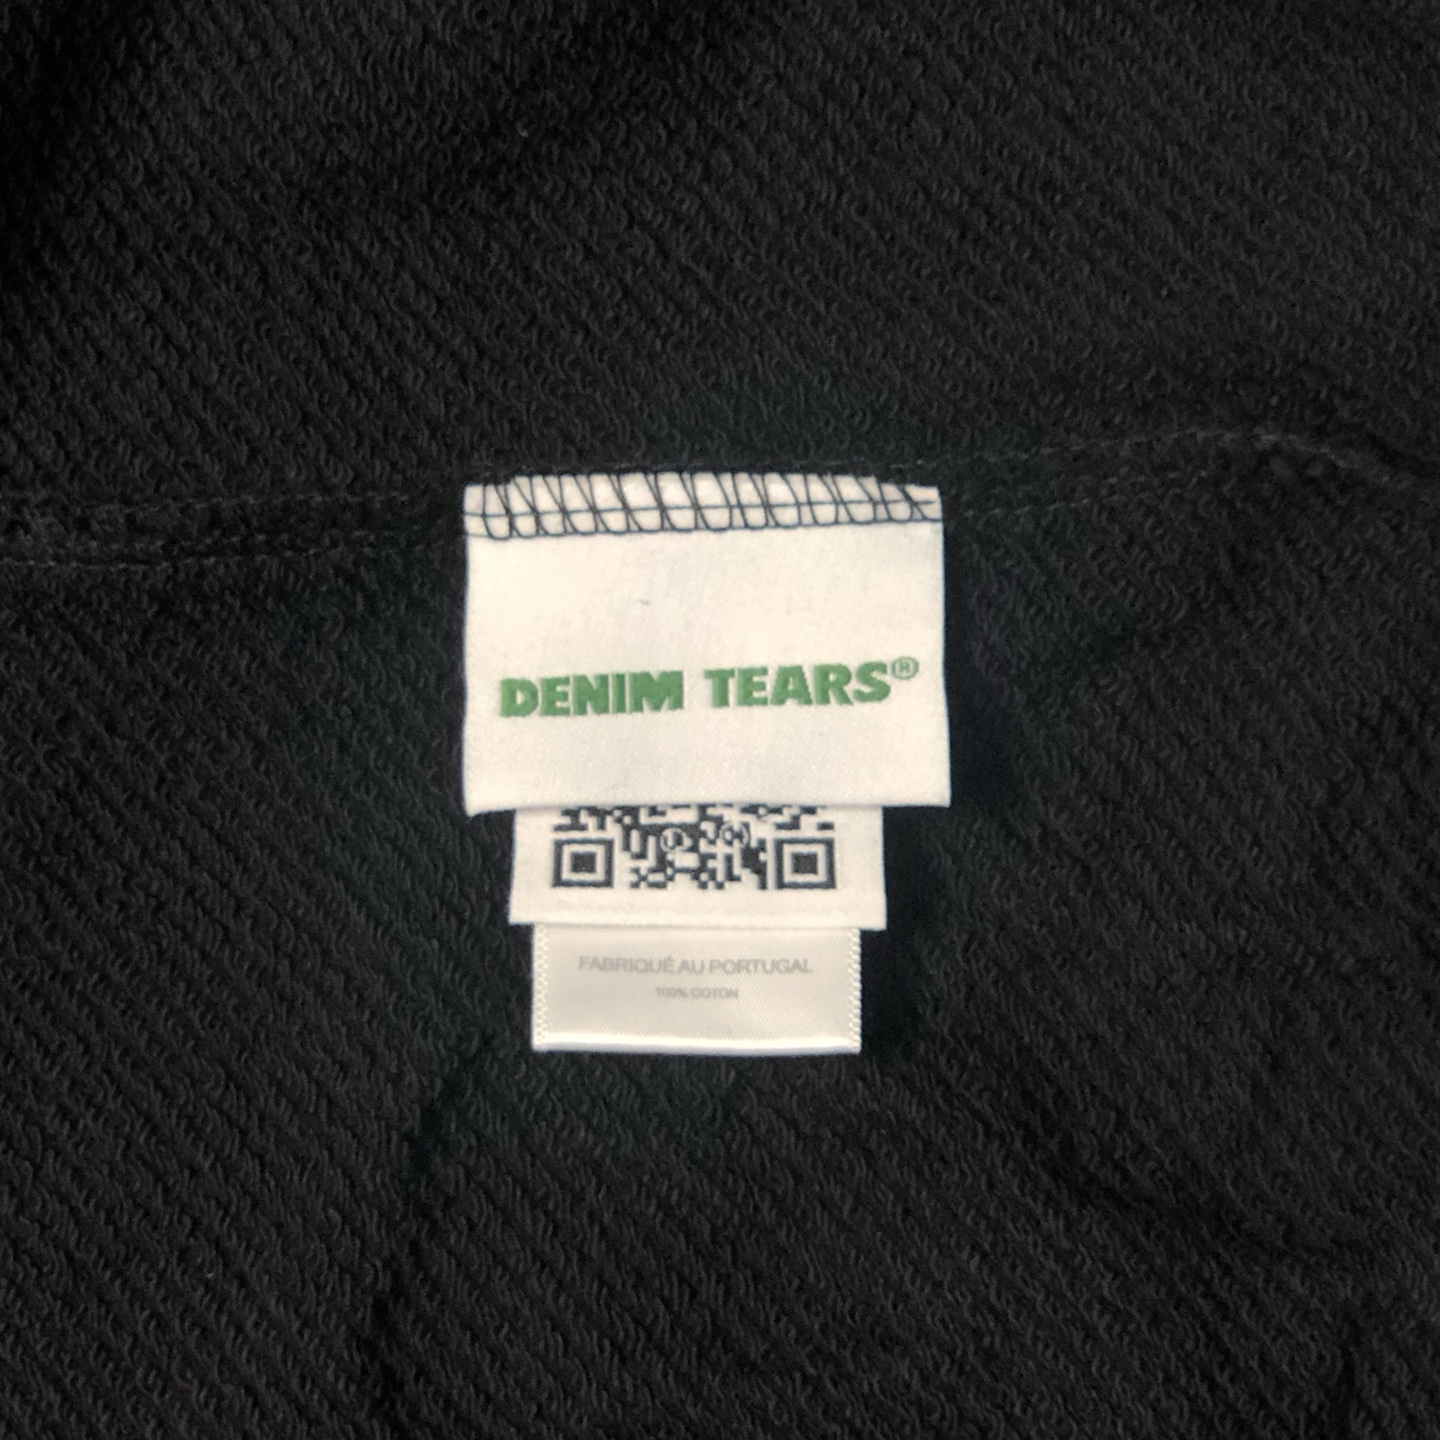 DENIM TEARS®
FABRIQUÉ AU PORTUGAL
100% COTON